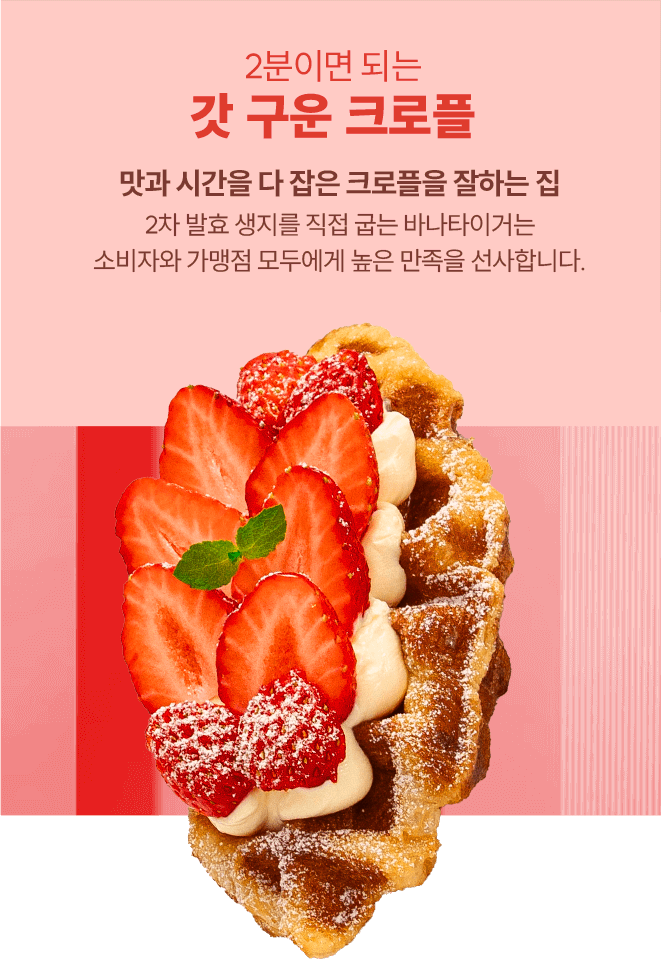 2분이면 되는
갓 구운 크로플
맛과 시간을 다 잡은 크로플을 잘하는 집
2차 발효 생지를 직접 굽는 바나타이거는
소비자와 가맹점 모두에게 높은 만족을 선사합니다.